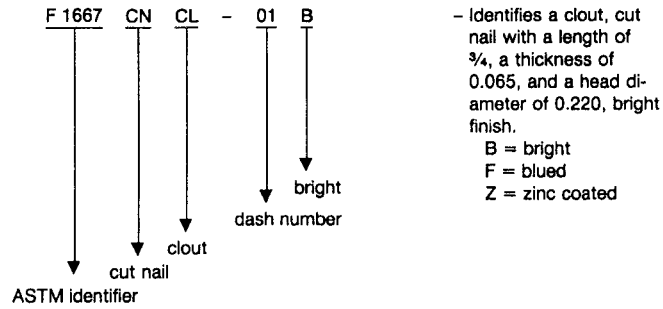 F 1667 CN CL - 01 B
bright
dash number
clout
cut nail
ASTM identifier
– Identifies a clout, cut
nail with a length of
¾, a thickness of
0.065, and a head di-
ameter of 0.220, bright
finish.
B = bright
F = blued
Z = zinc coated